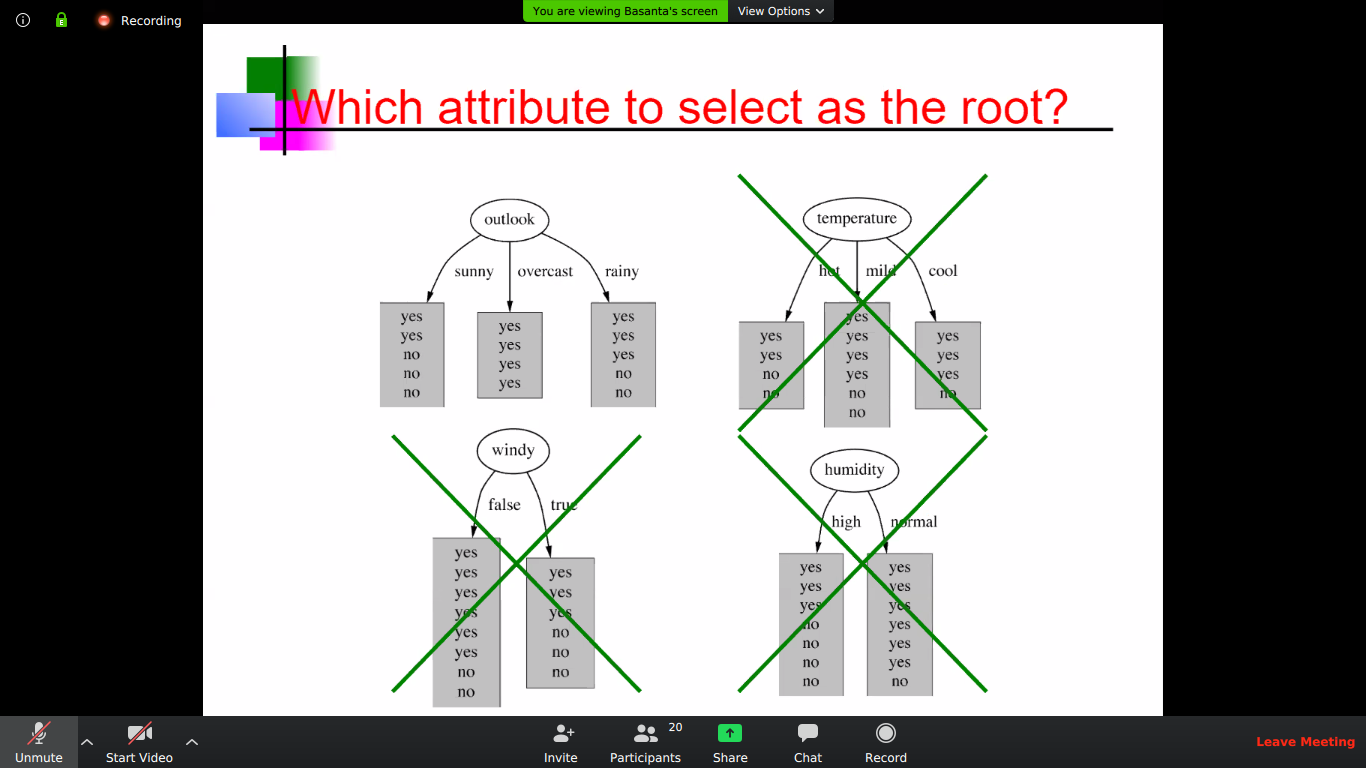 Recording
You are viewing Basanta's screen
View Options
Which attribute to select as the root?
outlook
sunny
overcast
rainy
yes
yes
no
no
no
yes
yes
yes
yes
yes
yes
yes
no
no
temperature
hot
mild
cool
yes
yes
no
no
yes
yes
yes
yes
no
no
yes
yes
yes
no
windy
false
true
yes
yes
yes
yes
yes
yes
no
no
yes
yes
yes
no
no
no
humidity
high
normal
yes
yes
yes
no
no
no
no
yes
yes
yes
yes
yes
yes
no
Unmute
Start Video
Invite
Participants
20
Share
Chat
Record
Leave Meeting